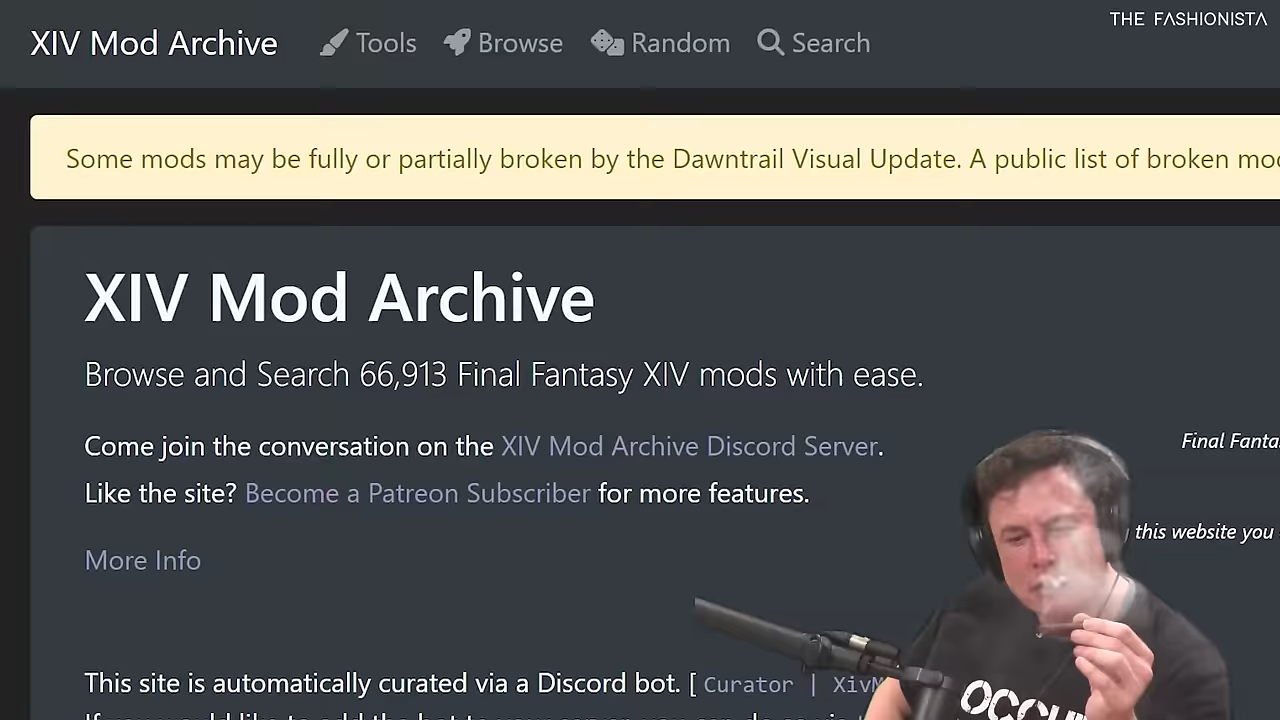 THE FASHIONISTA
XIV Mod Archive Tools Browse Random Search
Some mods may be fully or partially broken by the Dawntrail Visual Update. A public list of broken
XIV Mod Archive
Browse and Search 66,913 Final Fantasy XIV mods with ease.
Come join the conversation on the XIV Mod Archive Discord Server.
Final
Like the site? Become a Patreon Subscriber for more features.
this website you
More Info
This site is automatically curated via a Discord bot. [ Curator |